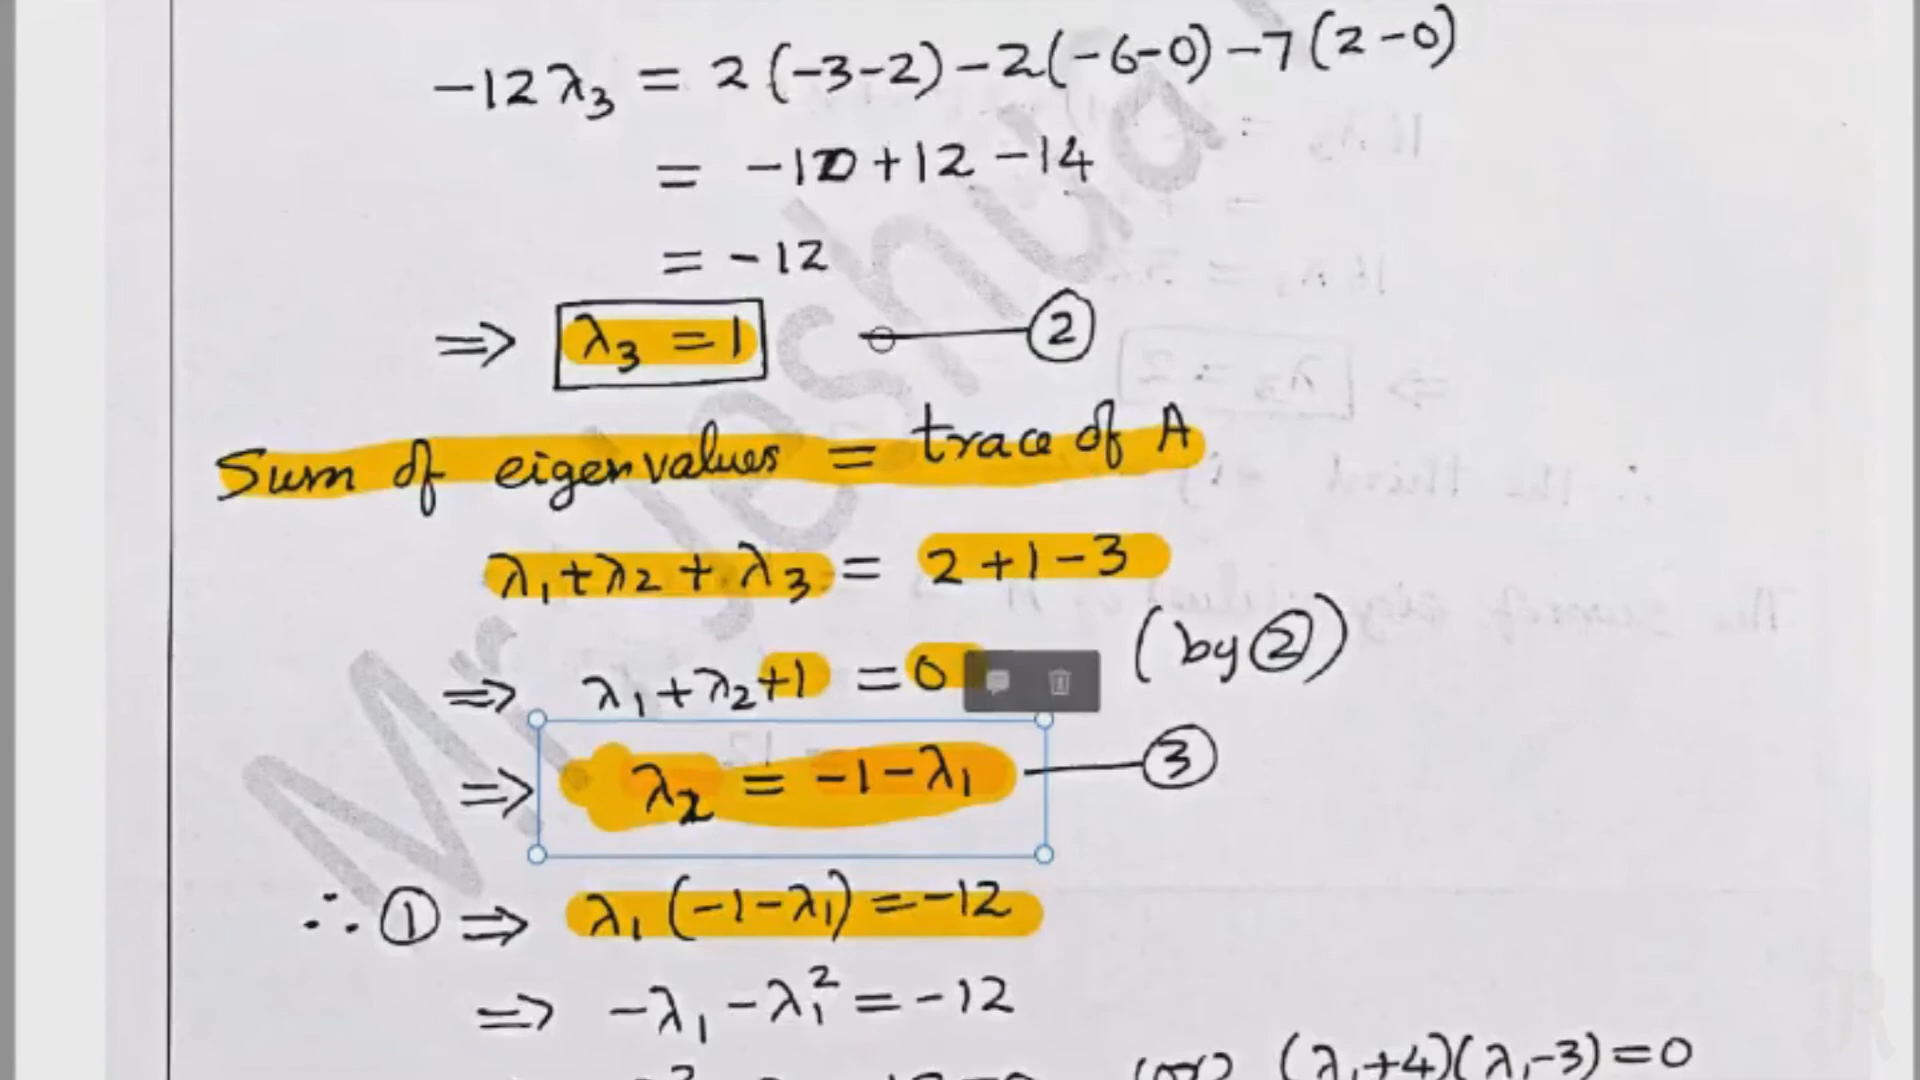 -12λ₃ = 2(-3-2)-2(-6-0)-7(2-0)
= -10+12-14
= -12
⇒ λ₃ = 1 ②
Sum of eigenvalues = trace of A
λ₁+λ₂+λ₃ = 2+1-3
⇒ λ₁+λ₂+1 = 0 (by ②)
⇒ λ₂ = -1-λ₁ ③
∴ ① ⇒ λ₁(-1-λ₁) = -12
⇒ -λ₁-λ₁² = -12
(λ₁+4)(λ₁-3)=0
Mr. Jeshua